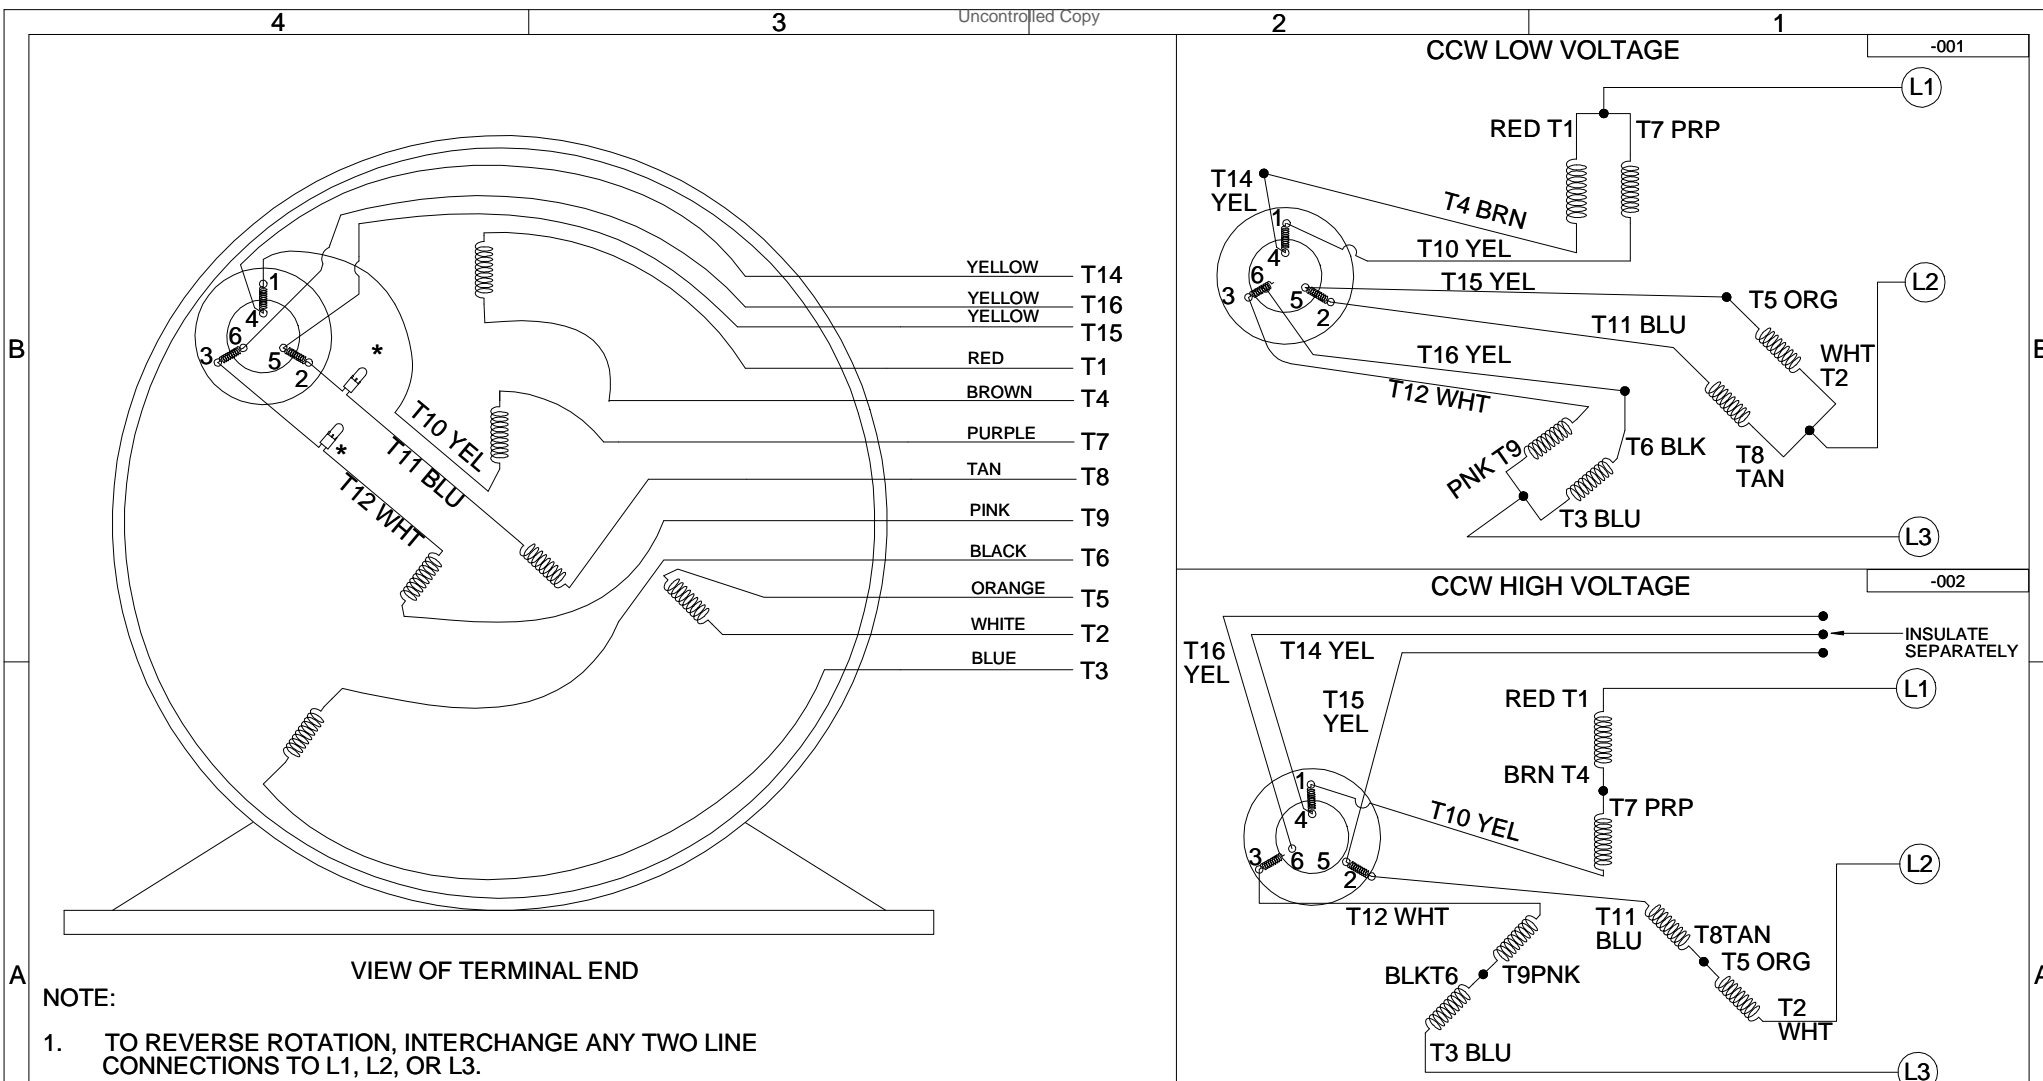 4
3
Uncontrolled Copy
2
1
CCW LOW VOLTAGE
-001
L1
RED T1
T7 PRP
T14
YEL
T4 BRN
1
T10 YEL
4
6
T15 YEL
3
5
2
T5 ORG
L2
T11 BLU
T16 YEL
WHT
T2
T12 WHT
PNK T9
T6 BLK
T8
TAN
T3 BLU
L3
YELLOW T14
YELLOW T16
YELLOW T15
RED T1
BROWN T4
PURPLE T7
TAN T8
PINK T9
BLACK T6
ORANGE T5
WHITE T2
BLUE T3
1
4
6
3
5
2
*
*
T10 YEL
T11 BLU
T12 WHT
B
A
VIEW OF TERMINAL END
NOTE:
1. TO REVERSE ROTATION, INTERCHANGE ANY TWO LINE
CONNECTIONS TO L1, L2, OR L3.
CCW HIGH VOLTAGE
-002
INSULATE
SEPARATELY
T16
YEL
T14 YEL
T15
YEL
L1
RED T1
BRN T4
T7 PRP
1
4
T10 YEL
3
6
5
2
L2
T12 WHT
T11
BLU
T8TAN
T5 ORG
BLKT6
T9PNK
T2
WHT
T3 BLU
L3